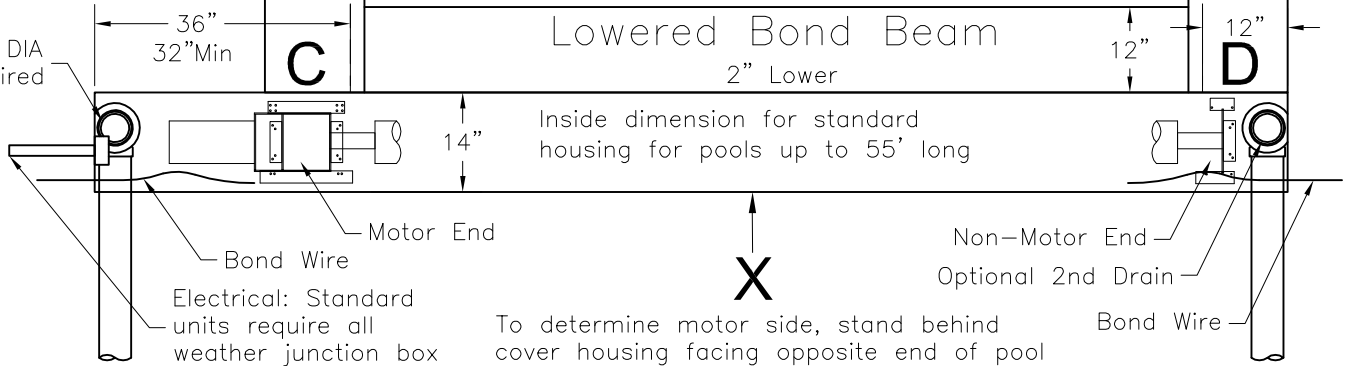 36"
32"Min
DIA
C
Lowered Bond Beam
2" Lower
12"
12"
D
14"
Inside dimension for standard
housing for pools up to 55' long
Motor End
Bond Wire
Electrical: Standard
units require all
weather junction box
X
To determine motor side, stand behind
cover housing facing opposite end of pool
Non-Motor End
Optional 2nd Drain
Bond Wire